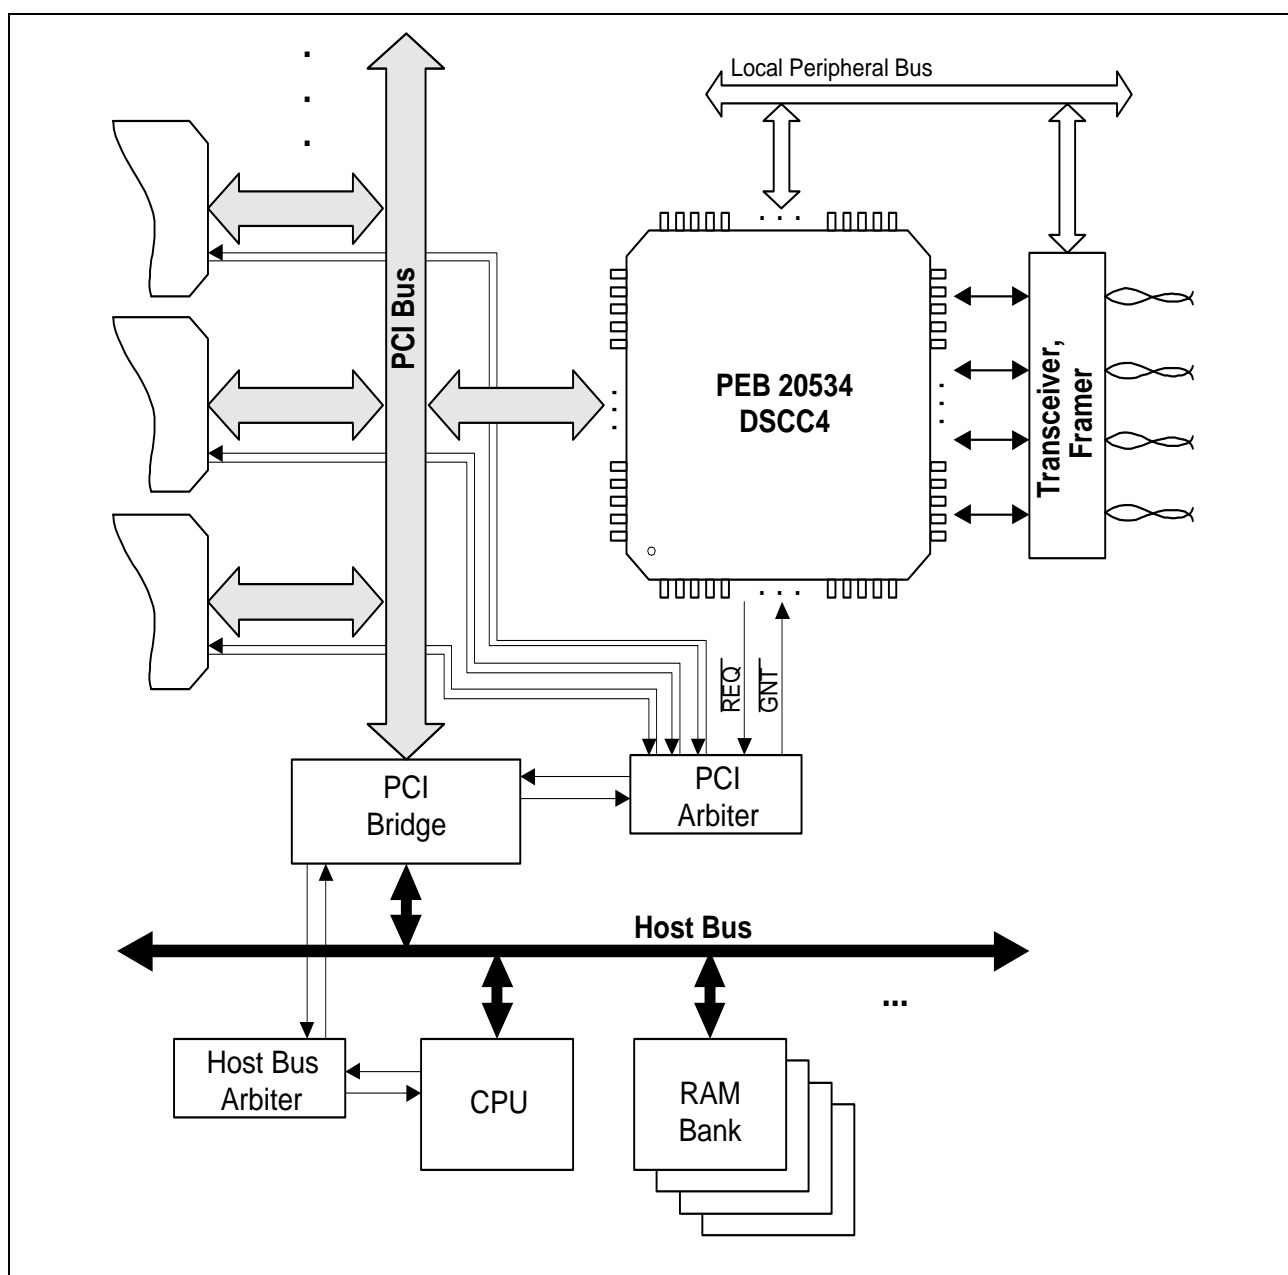 Local Peripheral Bus
PCI Bus
PEB 20534
DSCC4
Transceiver,
Framer
REQ
GNT
PCI
Bridge
PCI
Arbiter
Host Bus
...
Host Bus
Arbiter
CPU
RAM
Bank